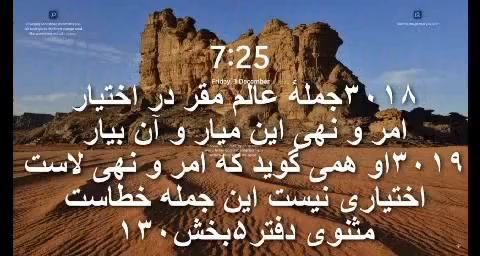 7:25
Friday, 3 December
۳۰۱۸جملهٔ عالم مقر در اختیار
امر و نهی این میار و آن بیار
۳۰۱۹او همی گوید که امر و نهی لاست
اختیاری نیست این جمله خطاست
مثنوی دفتر۵بخش۱۳۰